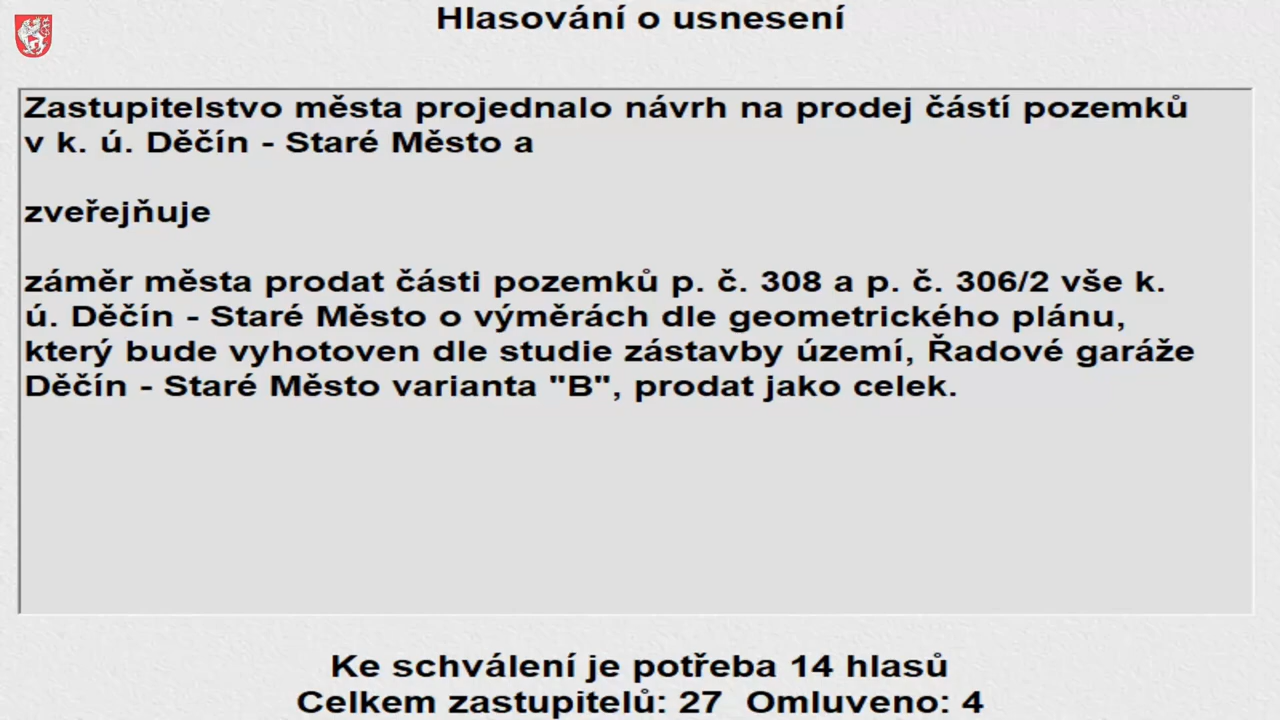 Hlasování o usnesení
Zastupitelstvo města projednalo návrh na prodej částí pozemků
v k. ú. Děčín - Staré Město a
zveřejňuje
záměr města prodat části pozemků p. č. 308 a p. č. 306/2 vše k.
ú. Děčín - Staré Město o výměrách dle geometrického plánu,
který bude vyhotoven dle studie zástavby území, Řadové garáže
Děčín - Staré Město varianta "B", prodat jako celek.
Ke schválení je potřeba 14 hlasů
Celkem zastupitelů: 27 Omluveno: 4